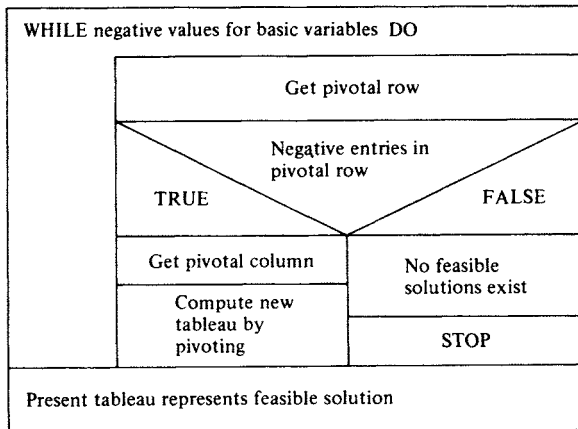 WHILE negative values for basic variables DO
Get pivotal row
Negative entries in
pivotal row
TRUE
FALSE
Get pivotal column
Compute new
tableau by
pivoting
No feasible
solutions exist
STOP
Present tableau represents feasible solution